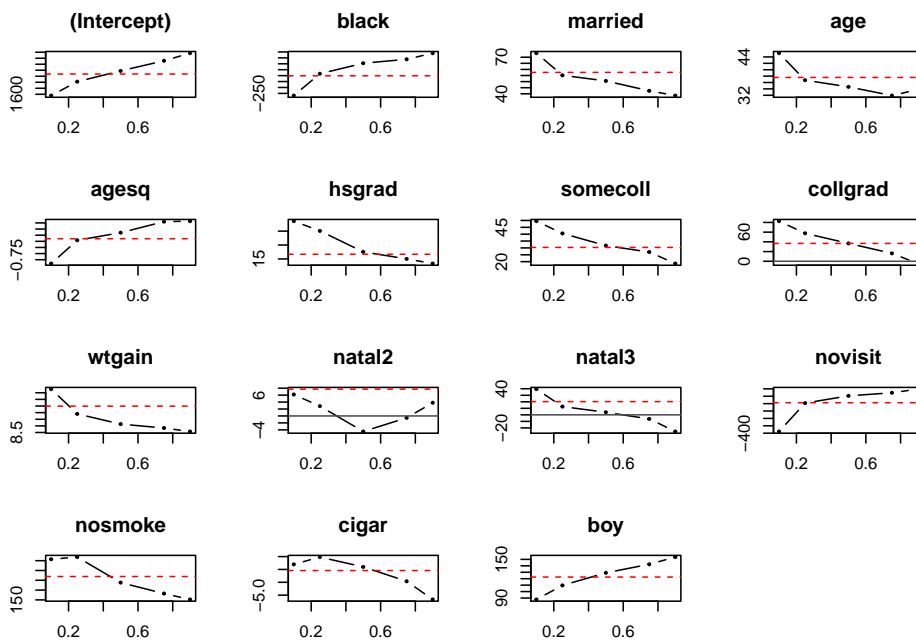 (Intercept) black married age
1600 -250 40 70 32 44
0.2 0.6 0.2 0.6 0.2 0.6 0.2 0.6
agesq hsgrad somecoll collgrad
-0.75 15 20 45 0 60
0.2 0.6 0.2 0.6 0.2 0.6 0.2 0.6
wtgain natal2 natal3 novisit
8.5 -4 6 -20 40 -400
0.2 0.6 0.2 0.6 0.2 0.6 0.2 0.6
nosmoke cigar boy
150 -5.0 90 150
0.2 0.6 0.2 0.6 0.2 0.6